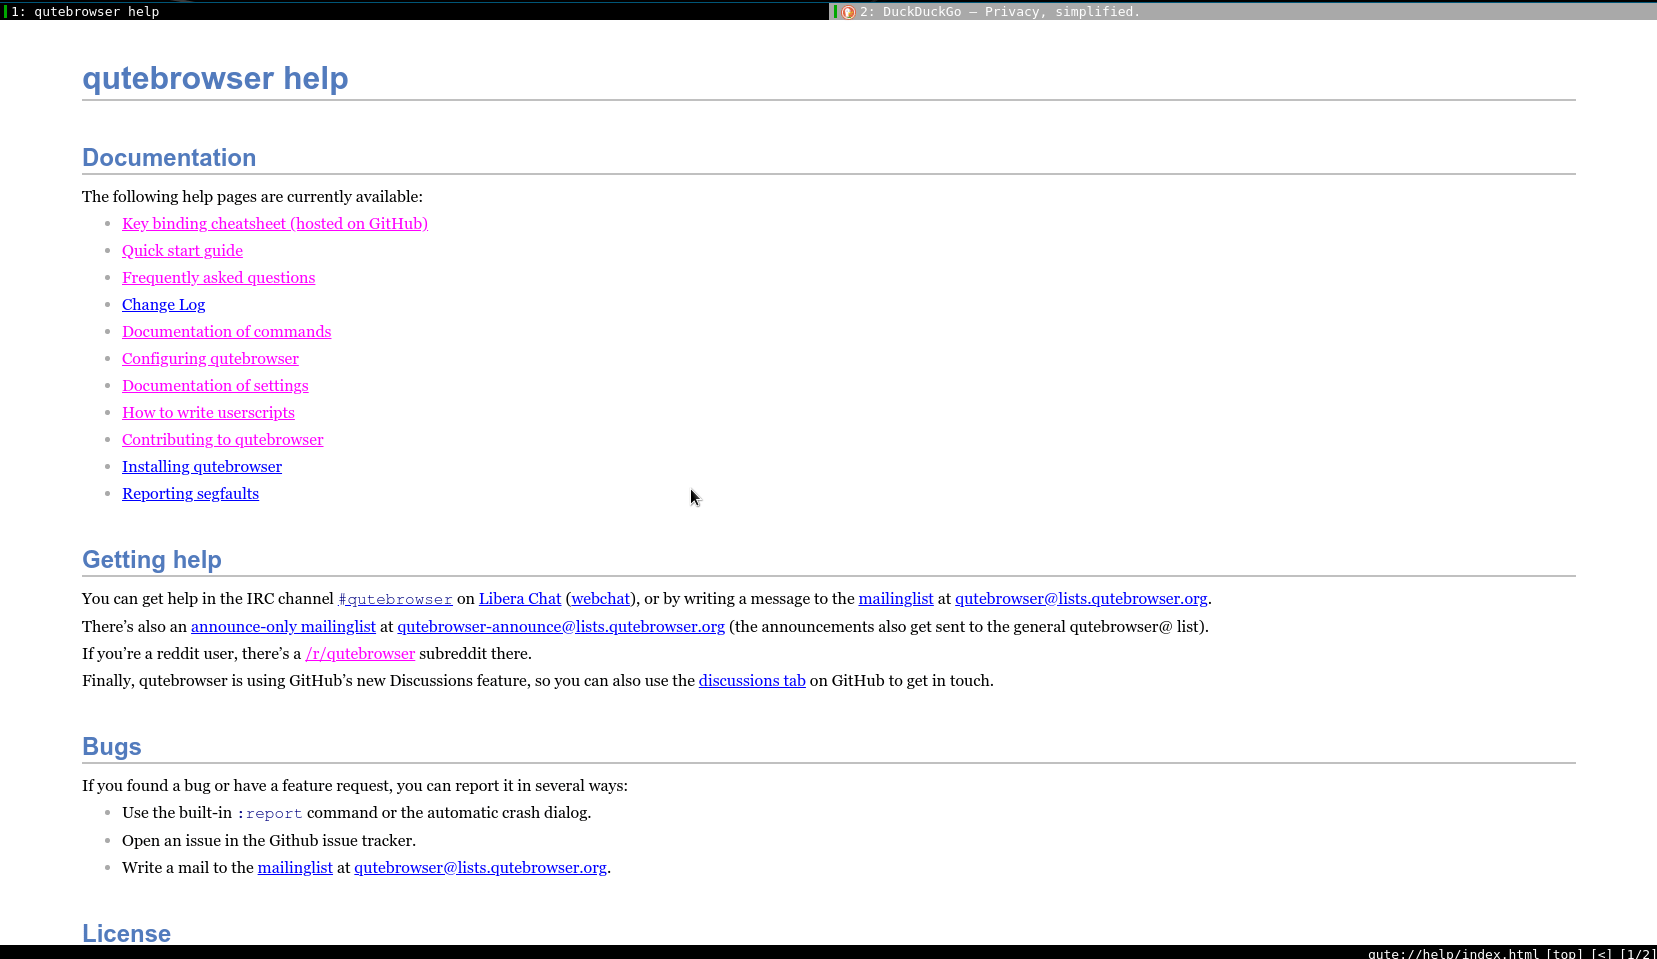 1: qutebrowser help
2: DuckDuckGo — Privacy, simplified.
qutebrowser help
Documentation
The following help pages are currently available:
Key binding cheatsheet (hosted on GitHub)
Quick start guide
Frequently asked questions
Change Log
Documentation of commands
Configuring qutebrowser
Documentation of settings
How to write userscripts
Contributing to qutebrowser
Installing qutebrowser
Reporting segfaults
Getting help
You can get help in the IRC channel #qutebrowser on Libera Chat (webchat), or by writing a message to the mailinglist at qutebrowser@lists.qutebrowser.org.
There’s also an announce-only mailinglist at qutebrowser-announce@lists.qutebrowser.org (the announcements also get sent to the general qutebrowser@ list).
If you’re a reddit user, there’s a /r/qutebrowser subreddit there.
Finally, qutebrowser is using GitHub’s new Discussions feature, so you can also use the discussions tab on GitHub to get in touch.
Bugs
If you found a bug or have a feature request, you can report it in several ways:
Use the built-in :report command or the automatic crash dialog.
Open an issue in the Github issue tracker.
Write a mail to the mailinglist at qutebrowser@lists.qutebrowser.org.
License
qute://help/index.html [top] [<] [1/2]